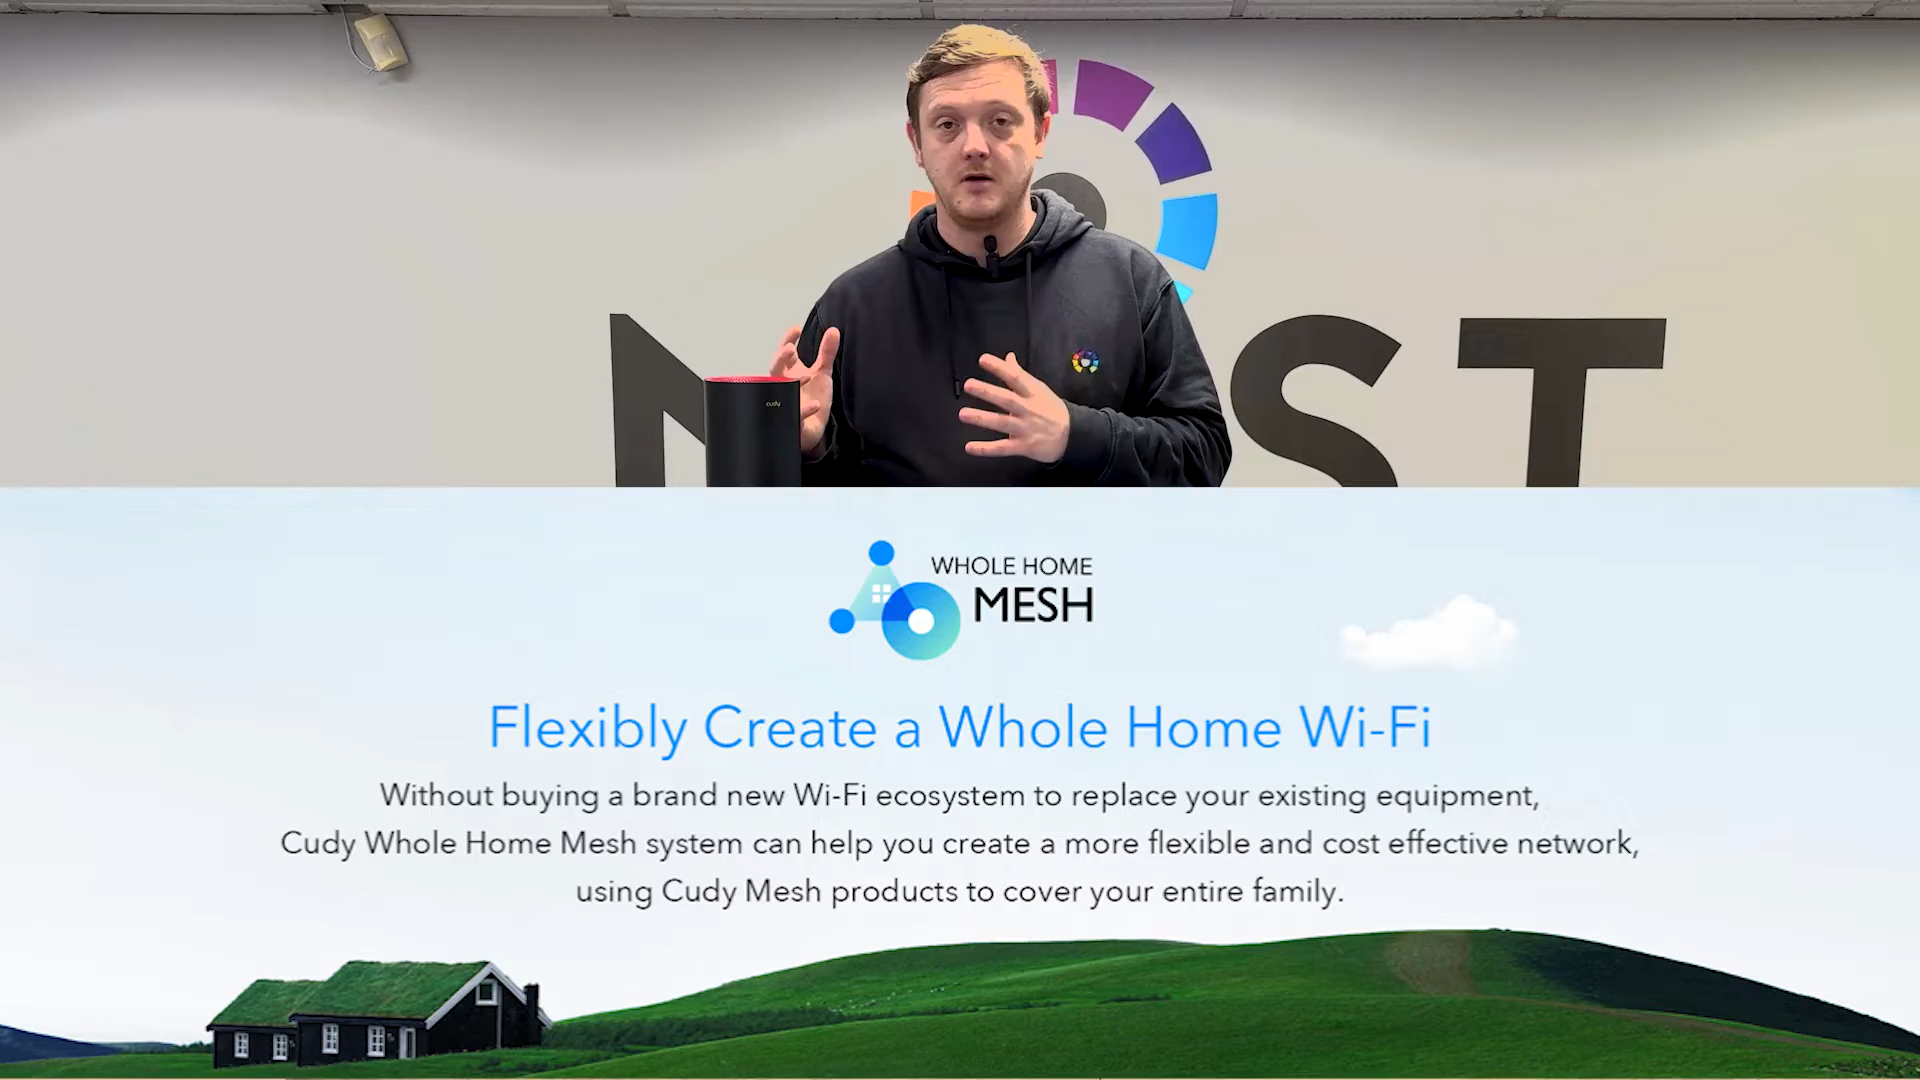 cudy
N ST
WHOLE HOME
MESH
Flexibly Create a Whole Home Wi-Fi
Without buying a brand new Wi-Fi ecosystem to replace your existing equipment,
Cudy Whole Home Mesh system can help you create a more flexible and cost effective network,
using Cudy Mesh products to cover your entire family.